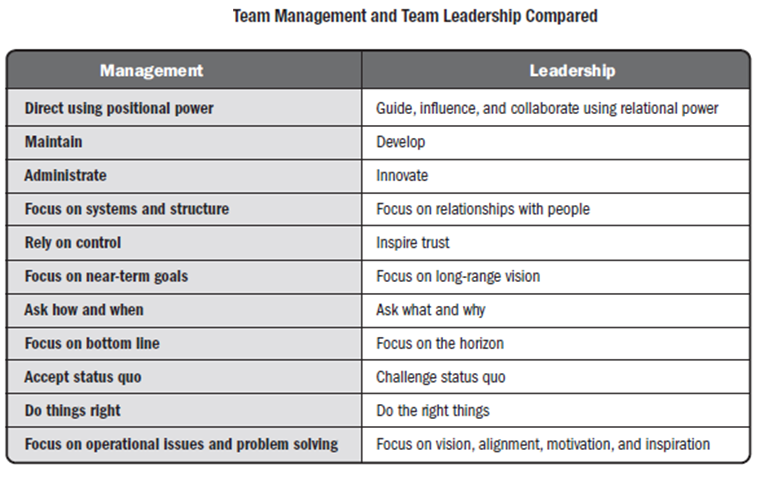 Team Management and Team Leadership Compared
Management Leadership
Direct using positional power Guide, influence, and collaborate using relational power
Maintain Develop
Administrate Innovate
Focus on systems and structure Focus on relationships with people
Rely on control Inspire trust
Focus on near-term goals Focus on long-range vision
Ask how and when Ask what and why
Focus on bottom line Focus on the horizon
Accept status quo Challenge status quo
Do things right Do the right things
Focus on operational issues and problem solving Focus on vision, alignment, motivation, and inspiration